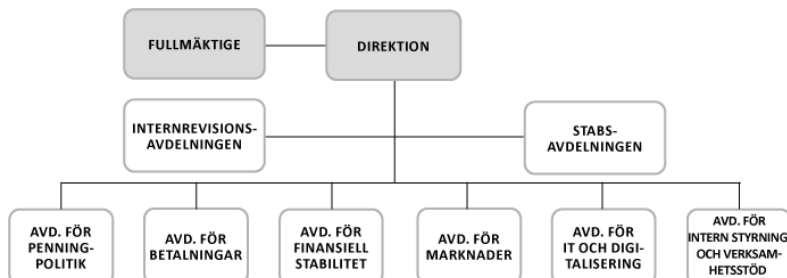 FULLMÄKTIGE
DIREKTION
INTERNREVISIONS-
AVDELNINGEN
STABS-
AVDELNINGEN
AVD. FÖR
PENNING-
POLITIK
AVD. FÖR
BETALNINGAR
AVD. FÖR
FINANSIELL
STABILITET
AVD. FÖR
MARKNADER
AVD. FÖR
IT OCH DIGI-
TALISERING
AVD. FÖR
INTERN STYRNING
OCH VERKSAM-
HETSSTÖD